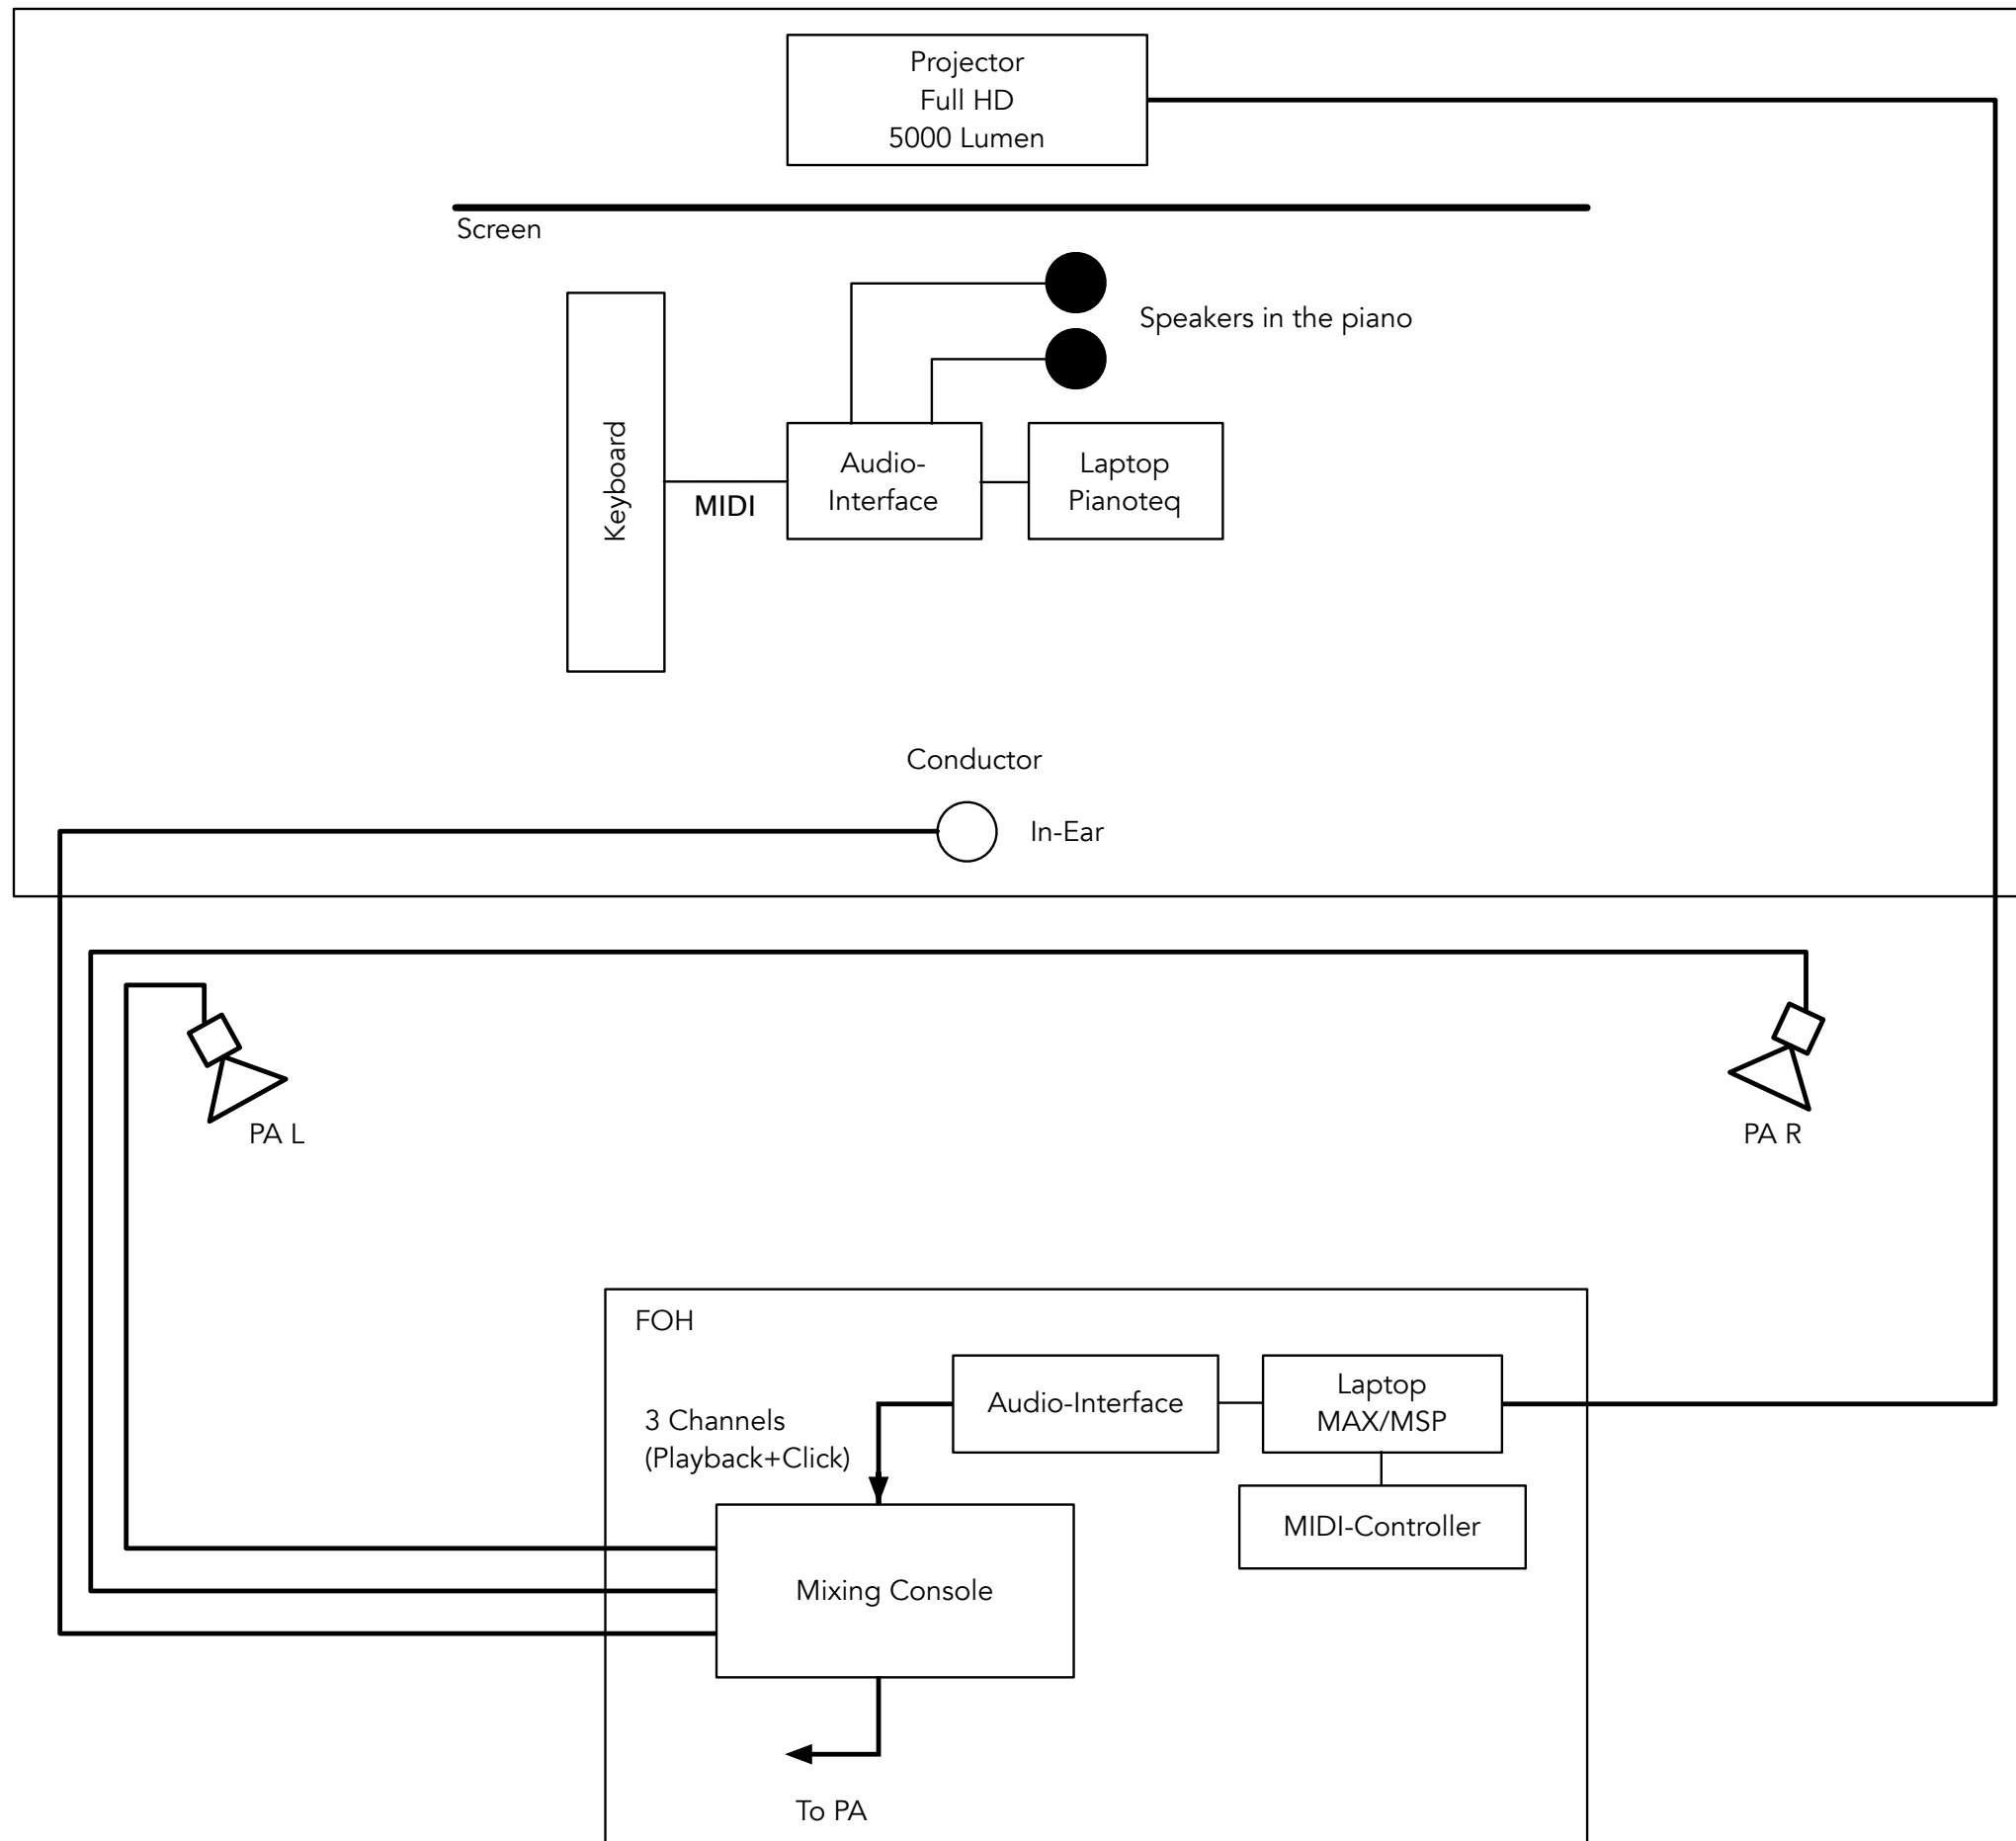 Projector
Full HD
5000 Lumen
Screen
Speakers in the piano
Keyboard
MIDI
Audio-
Interface
Laptop
Pianoteq
Conductor
In-Ear
PA L
PA R
FOH
3 Channels
(Playback+Click)
Audio-Interface
Laptop
MAX/MSP
MIDI-Controller
Mixing Console
To PA